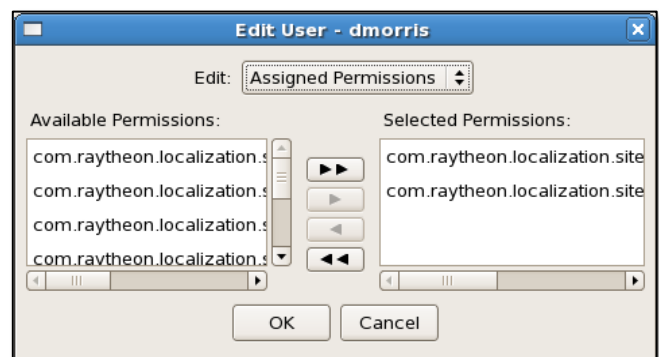 Edit User - dmorris
Edit: Assigned Permissions
Available Permissions:
com.raytheon.localization.s
com.raytheon.localization.s
com.raytheon.localization.s
com.raytheon.localization.s
Selected Permissions:
com.raytheon.localization.site
com.raytheon.localization.site
OK
Cancel